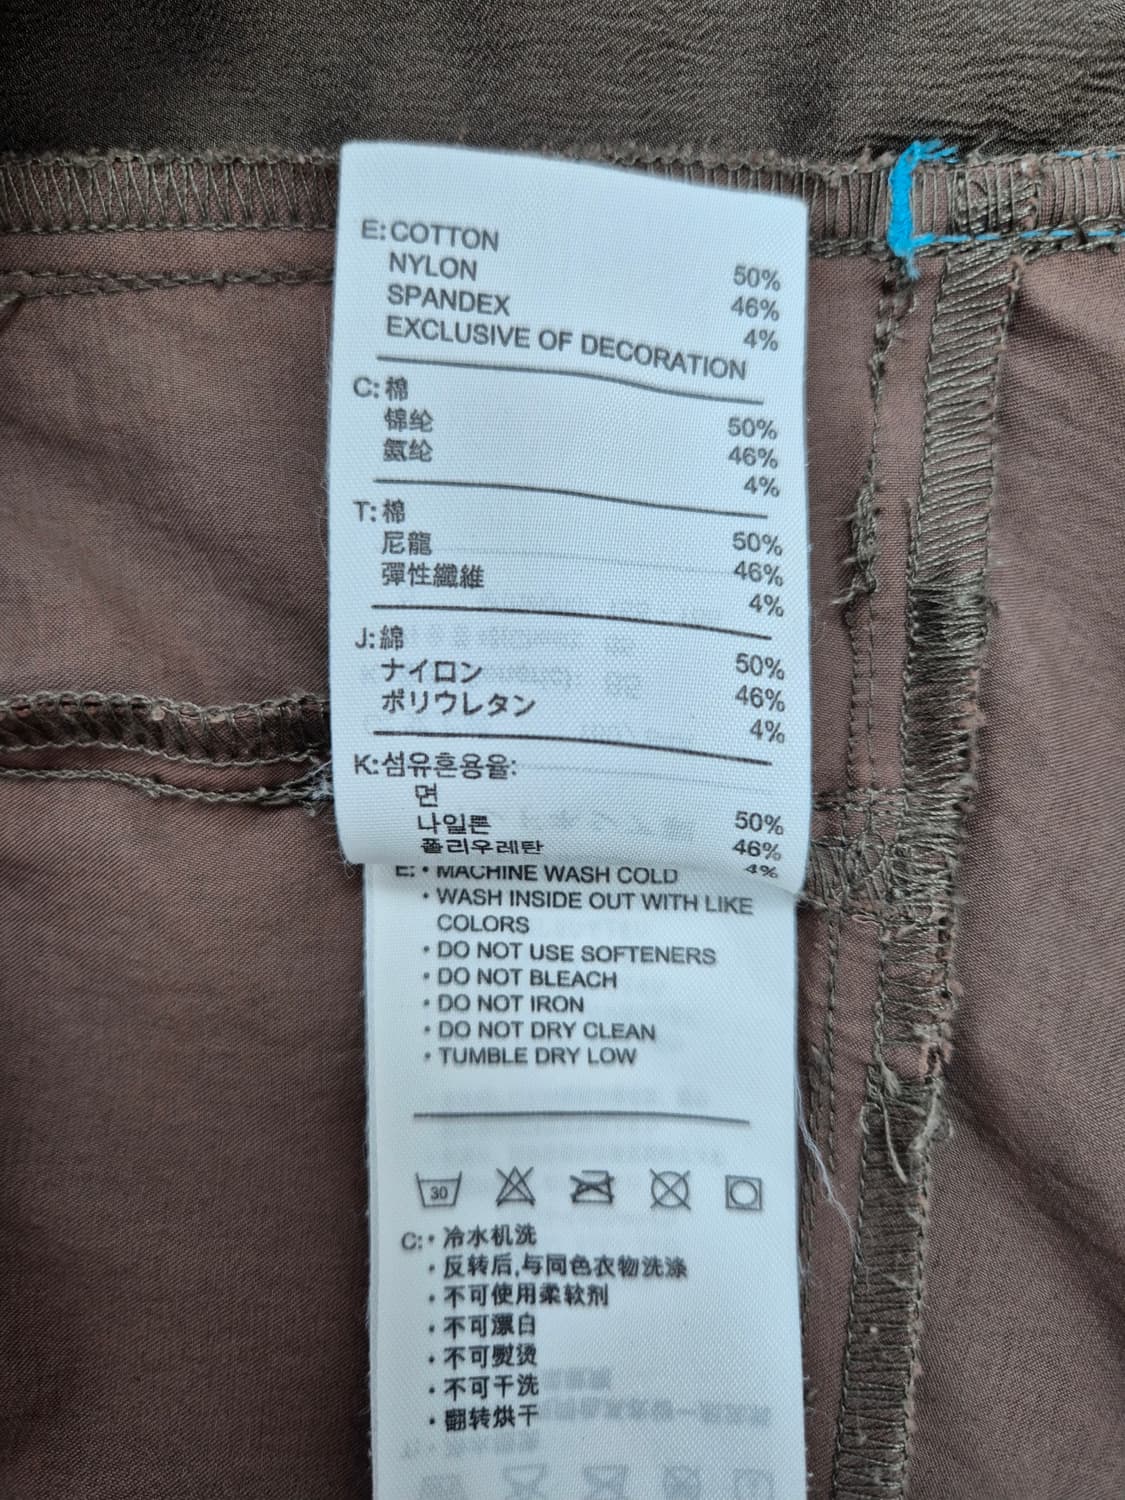 E: COTTON 50%
NYLON 46%
SPANDEX 4%
EXCLUSIVE OF DECORATION
C: 棉 50%
锦纶 46%
氨纶 4%
T: 棉 50%
尼龍 46%
彈性纖維 4%
J: 綿 50%
ナイロン 46%
ポリウレタン 4%
K: 섬유혼용율:
면 50%
나일론 46%
폴리우레탄 4%
E: • MACHINE WASH COLD
• WASH INSIDE OUT WITH LIKE
COLORS
• DO NOT USE SOFTENERS
• DO NOT BLEACH
• DO NOT IRON
• DO NOT DRY CLEAN
• TUMBLE DRY LOW
30
C: • 冷水机洗
• 反转后,与同色衣物洗涤
• 不可使用柔软剂
• 不可漂白
• 不可熨烫
• 不可干洗
• 翻转烘干